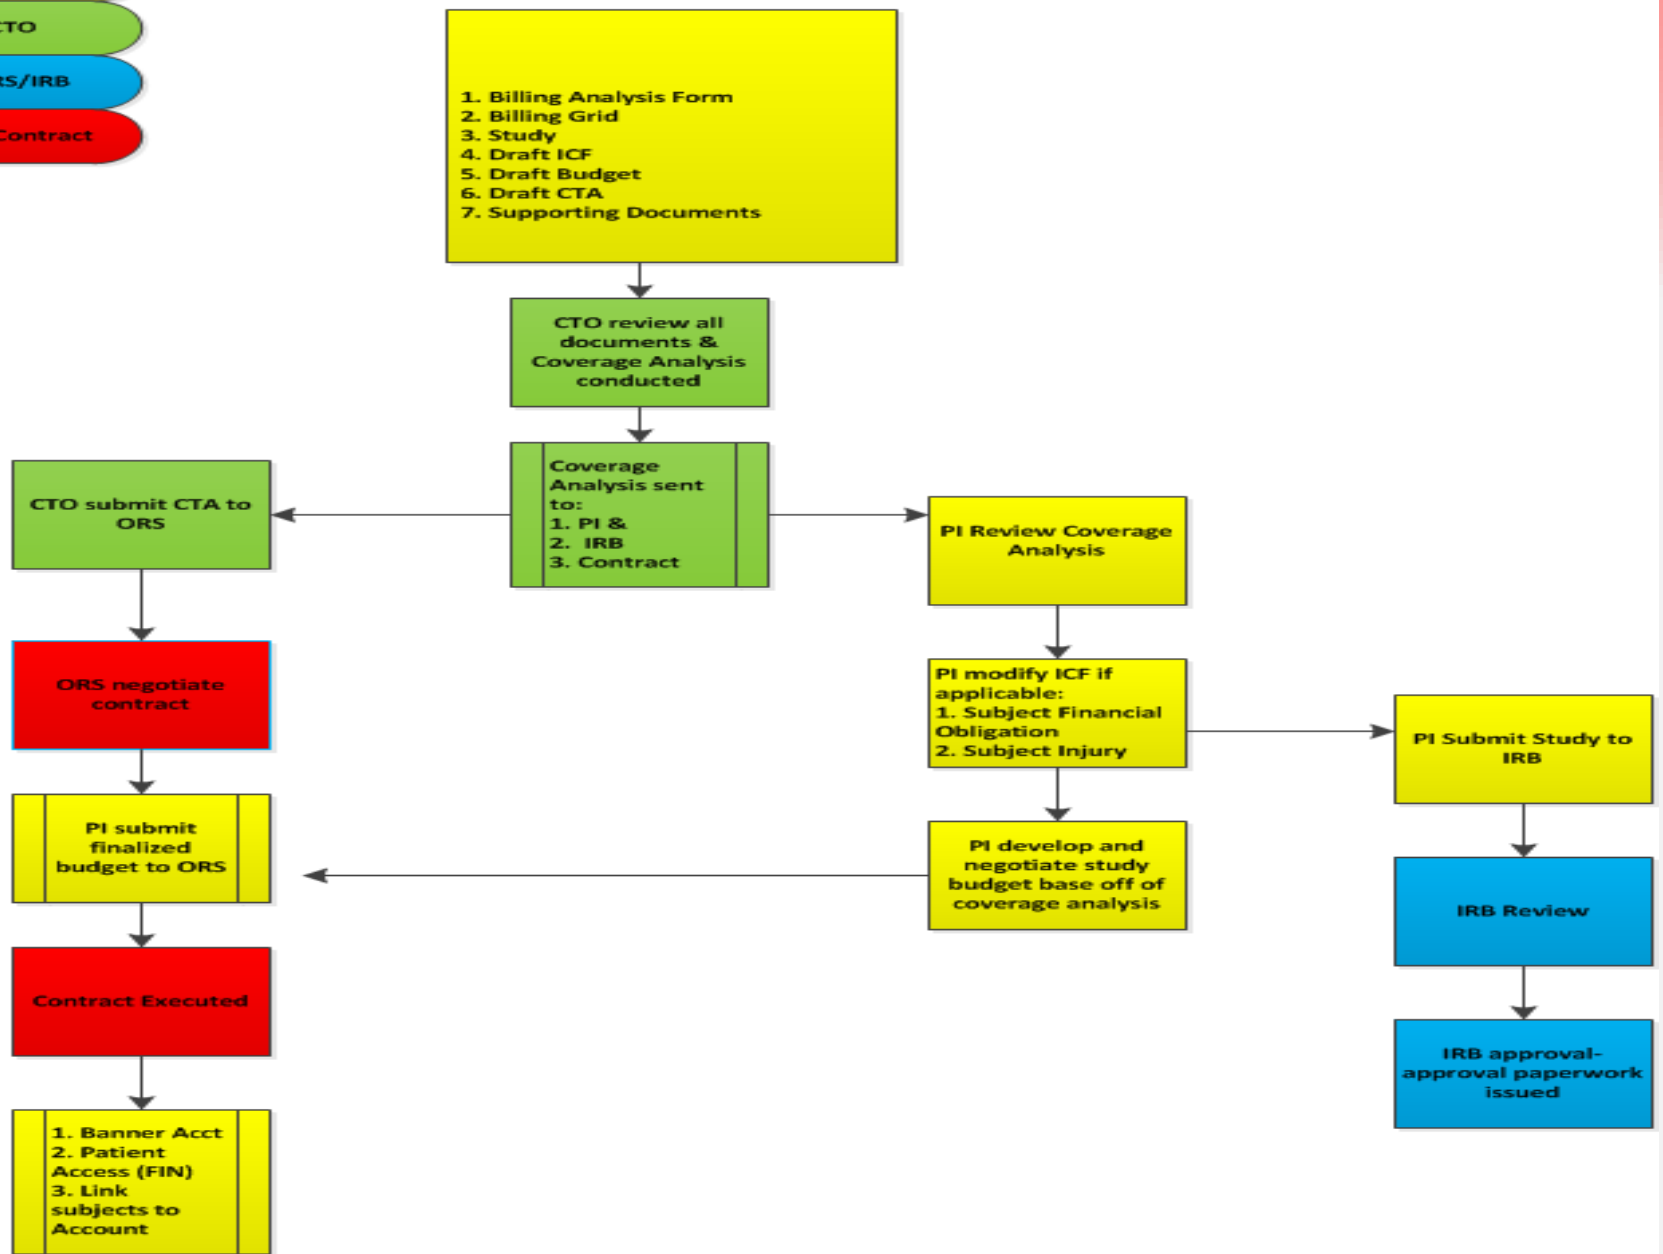 CTO
RS/IRB
Contract
1. Billing Analysis Form
2. Billing Grid
3. Study
4. Draft ICF
5. Draft Budget
6. Draft CTA
7. Supporting Documents
CTO review all
documents &
Coverage Analysis
conducted
Coverage
Analysis sent
to:
1. PI &
2. IRB
3. Contract
CTO submit CTA to
ORS
PI Review Coverage
Analysis
ORS negotiate
contract
PI modify ICF if
applicable:
1. Subject Financial
Obligation
2. Subject Injury
PI Submit Study to
IRB
PI submit
finalized
budget to ORS
PI develop and
negotiate study
budget base off of
coverage analysis
IRB Review
Contract Executed
IRB approval-
approval paperwork
issued
1. Banner Acct
2. Patient
Access (FIN)
3. Link
subjects to
Account